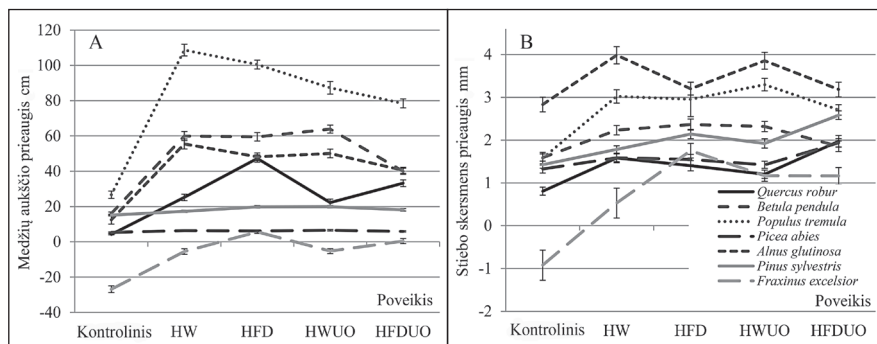 A
Medžių aukščio prieaugis cm
120
100
80
60
40
20
0
-20
-40
Poveikis
Kontrolinis HW HFD HWUO HFDUO
B
Stiebo skersmens prieaugis mm
4
3
2
1
0
-1
-2
Quercus robur
Betula pendula
Populus tremula
Picea abies
Alnus glutinosa
Pinus sylvestris
Fraxinus excelsior
Poveikis
Kontrolinis HW HFD HWUO HFDUO